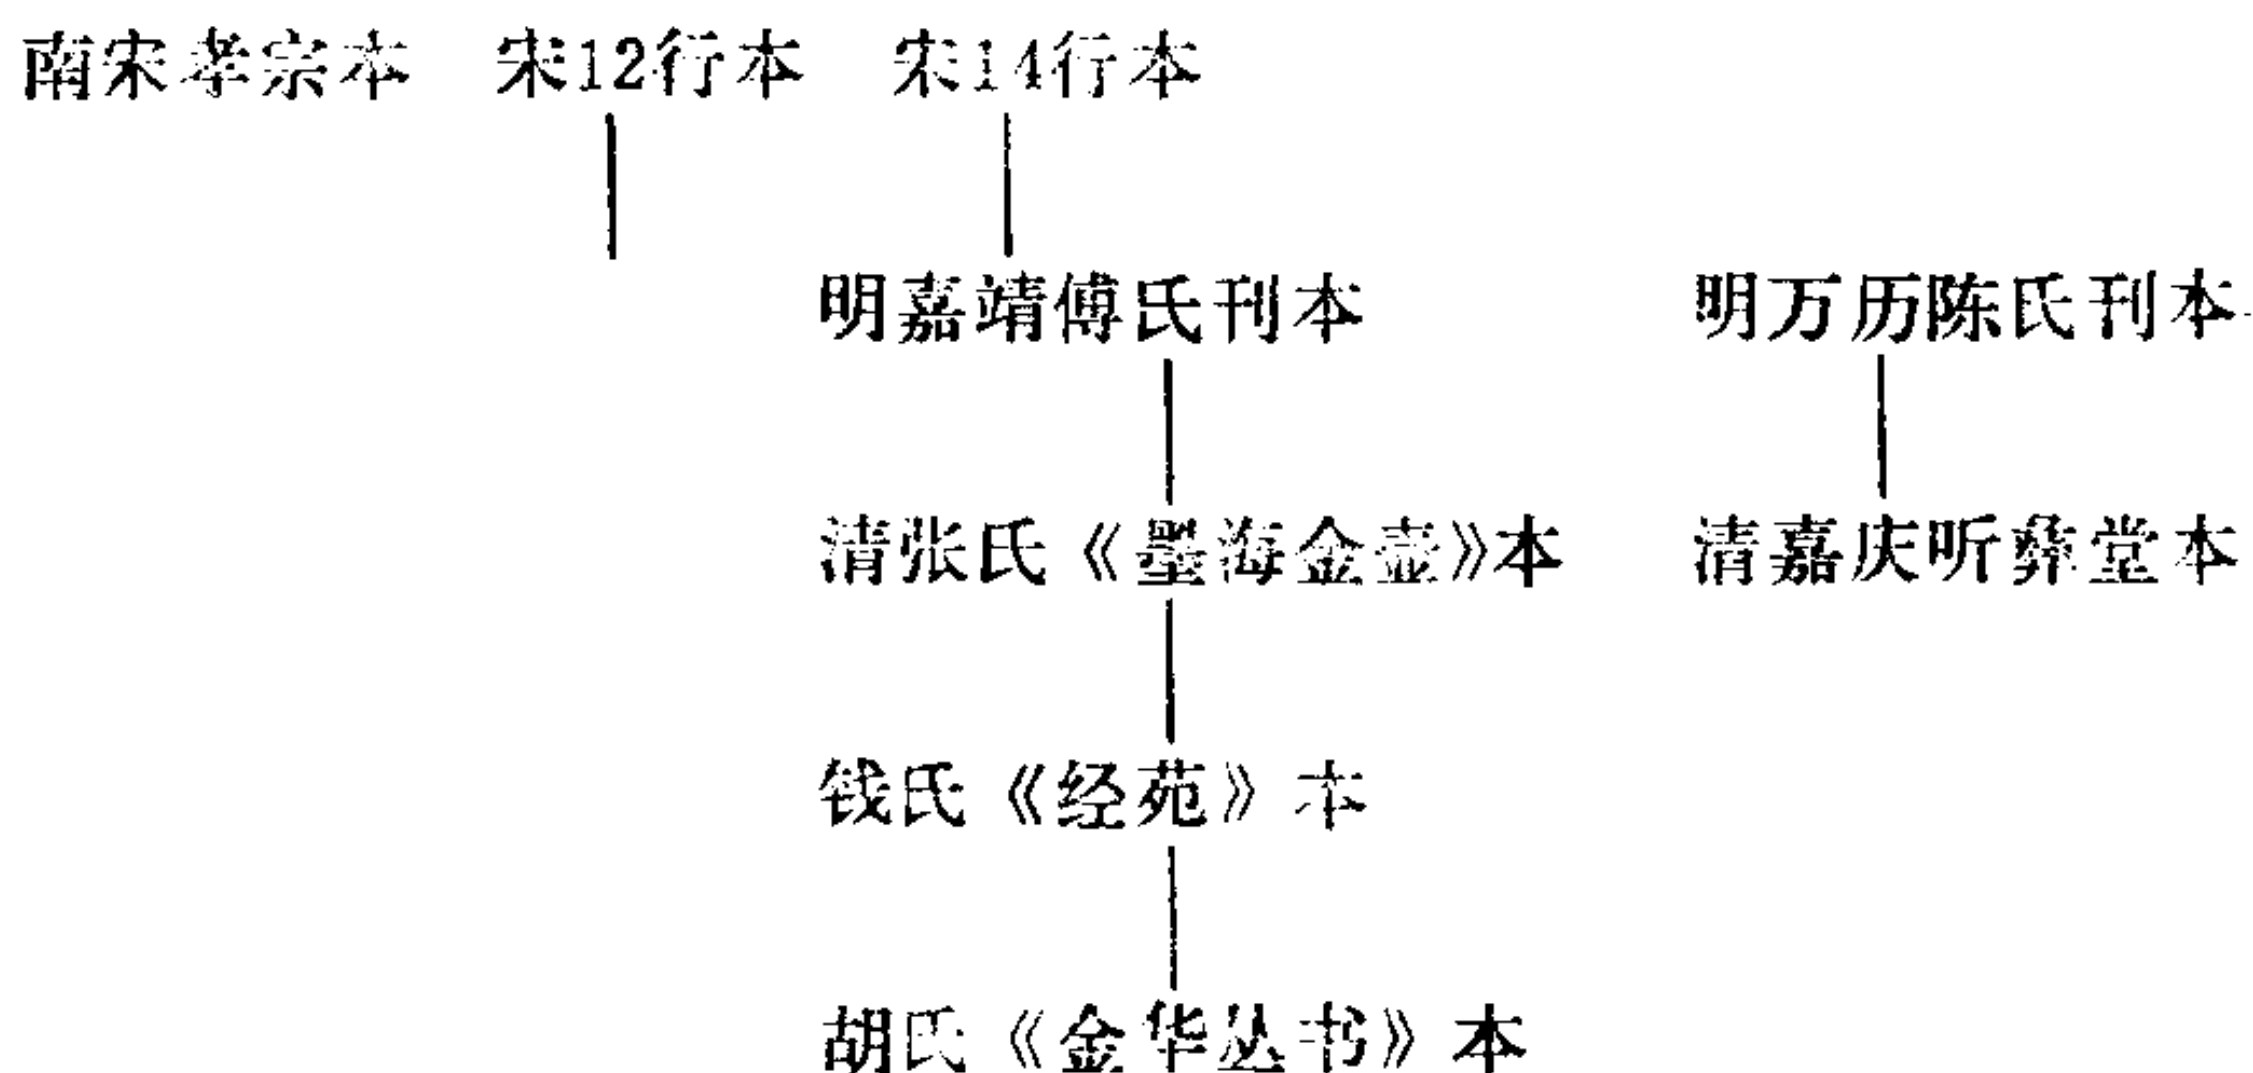 南宋孝宗本 宋12行本 宋14行本
明嘉靖傅氏刊本 明万历陈氏刊本
清张氏《墨海金壶》本 清嘉庆听彝堂本
钱氏《经苑》本
胡氏《金华丛书》本